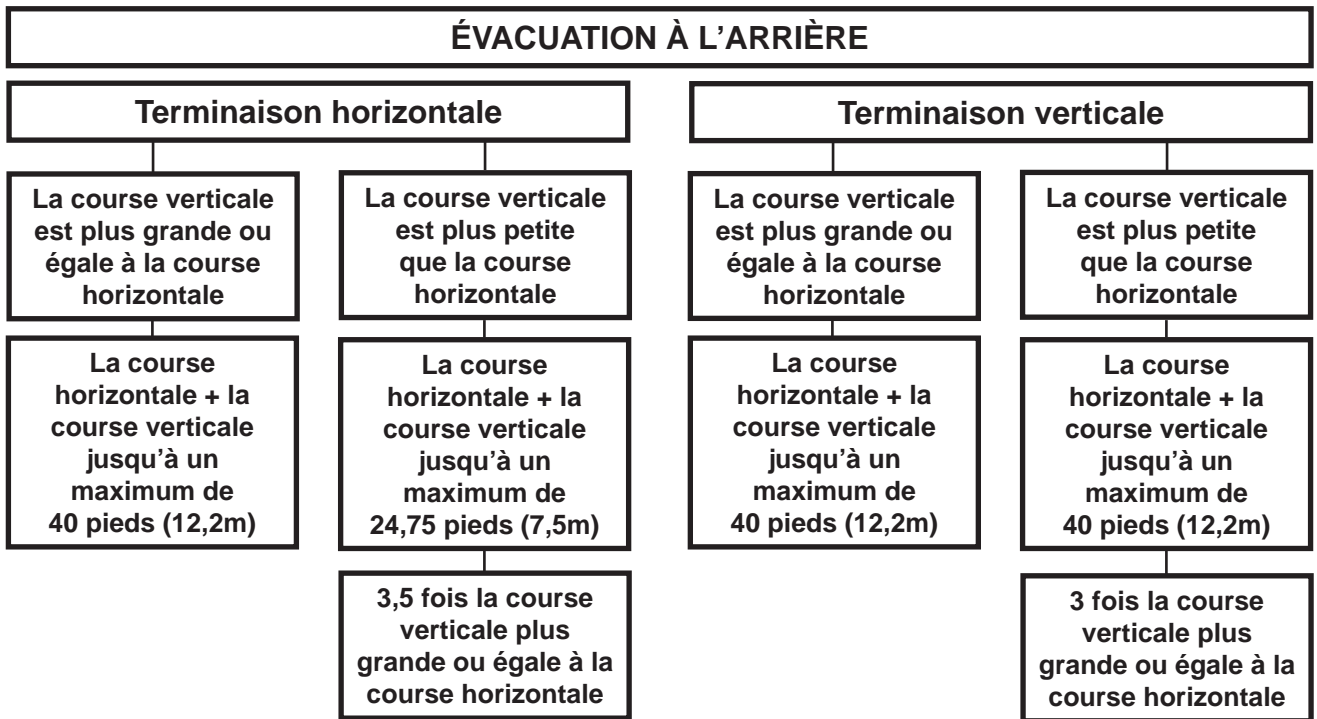 ÉVACUATION À L’ARRIÈRE
Terminaison horizontale
La course verticale
est plus grande ou
égale à la course
horizontale
La course
horizontale + la
course verticale
jusqu’à un
maximum de
40 pieds (12,2m)
La course verticale
est plus petite
que la course
horizontale
La course
horizontale + la
course verticale
jusqu’à un
maximum de
24,75 pieds (7,5m)
3,5 fois la course
verticale plus
grande ou égale à la
course horizontale
Terminaison verticale
La course verticale
est plus grande ou
égale à la course
horizontale
La course
horizontale + la
course verticale
jusqu’à un
maximum de
40 pieds (12,2m)
La course verticale
est plus petite
que la course
horizontale
La course
horizontale + la
course verticale
jusqu’à un
maximum de
40 pieds (12,2m)
3 fois la course
verticale plus
grande ou égale à la
course horizontale